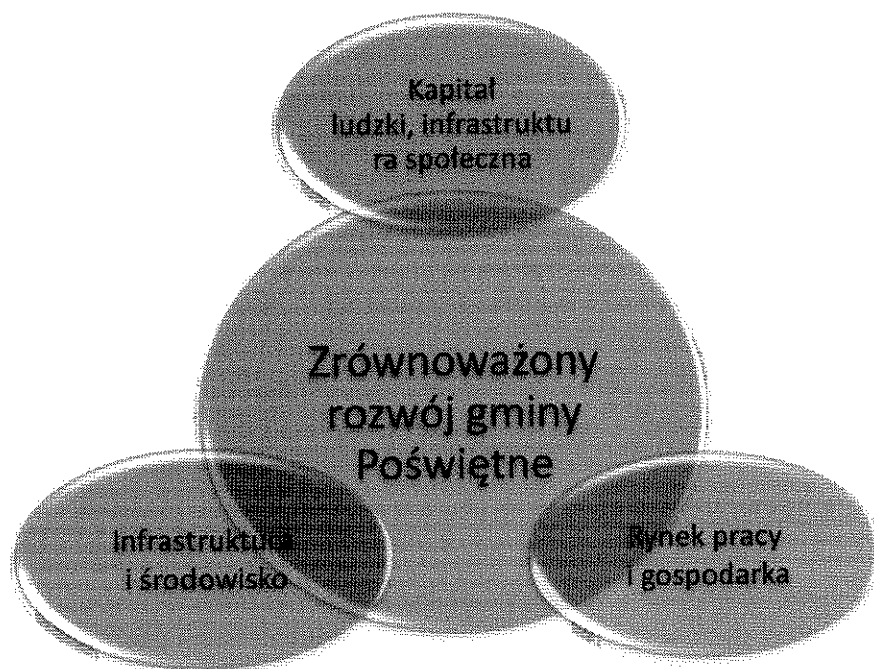 Kapitał
ludzki, infrastruktu
ra społeczna
Zrównoważony
rozwój gminy
Poświętne
Infrastruktura
i środowisko
Rynek pracy
i gospodarka